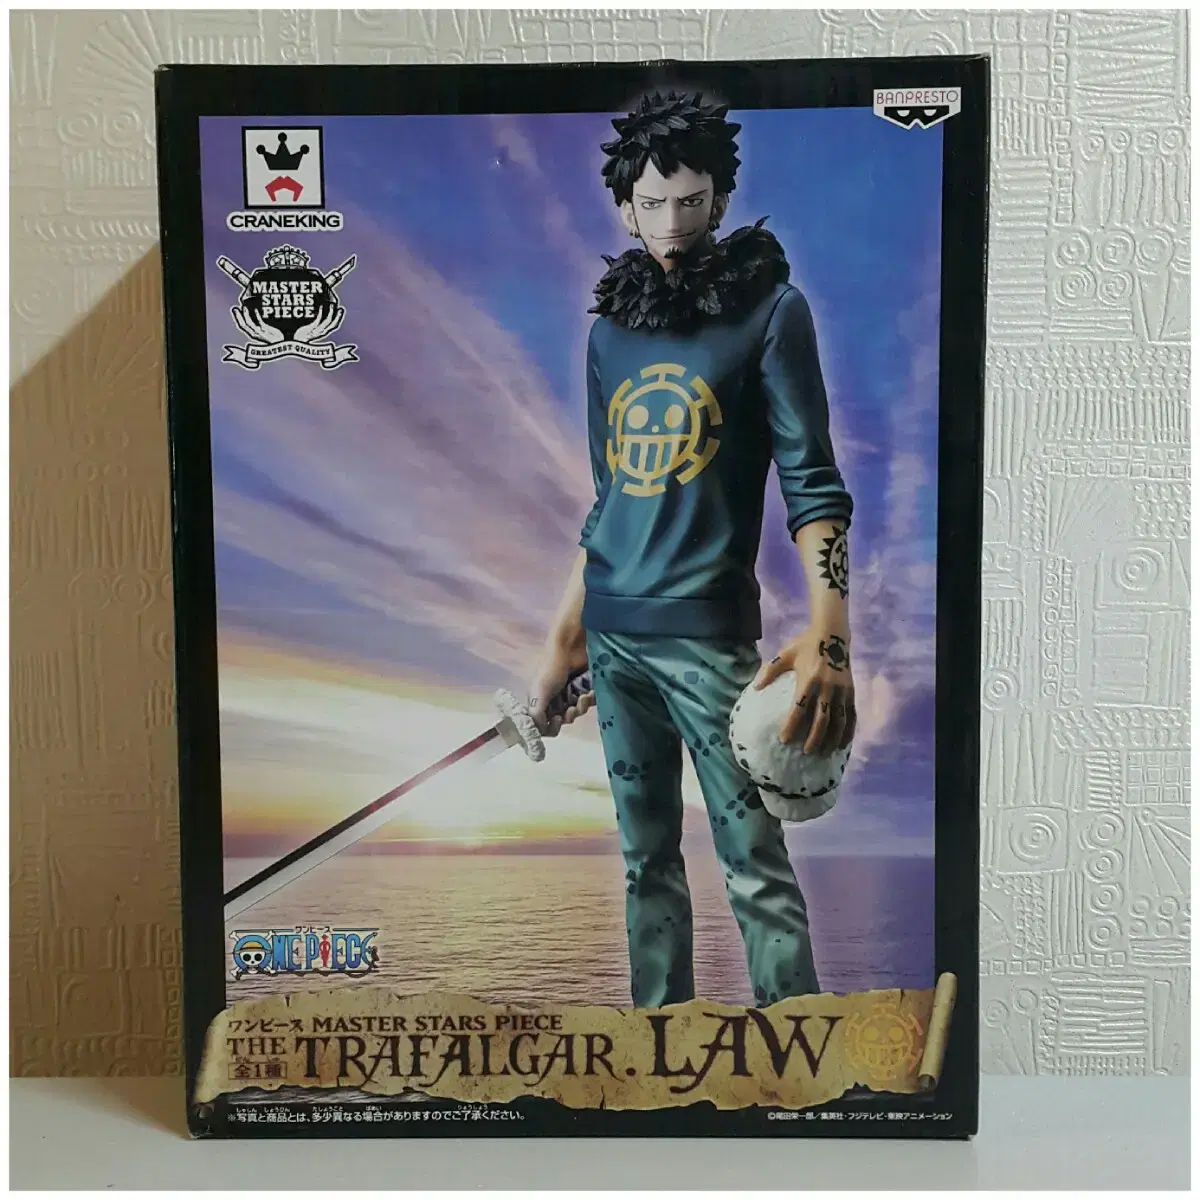 BANPRESTO
CRANEKING
MASTER
STARS
PIECE
GREATEST QUALITY
ワンピース
ONE PIECE
ワンピース MASTER STARS PIECE
THE TRAFALGAR.LAW
全1種
※写真と商品とは、多少異なる場合がありますのでご了承ください。
©尾田栄一郎/集英社・フジテレビ・東映アニメーション